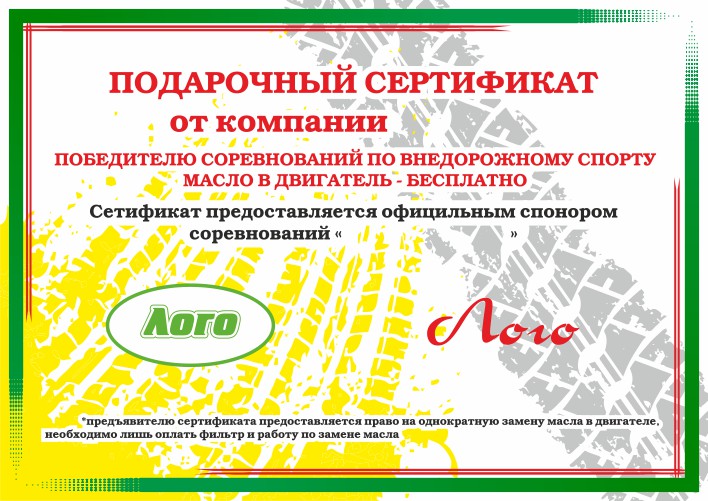 ПОДАРОЧНЫЙ СЕРТИФИКАТ
от компании
ПОБЕДИТЕЛЮ СОРЕВНОВАНИЙ ПО ВНЕДОРОЖНОМУ СПОРТУ
МАСЛО В ДВИГАТЕЛЬ - БЕСПЛАТНО
Сетификат предоставляется официльным спонором
соревнований « »
Лого
Лого
*предъявителю сертификата предоставляется право на однократную замену масла в двигателе,
необходимо лишь оплать фильтр и работу по замене масла